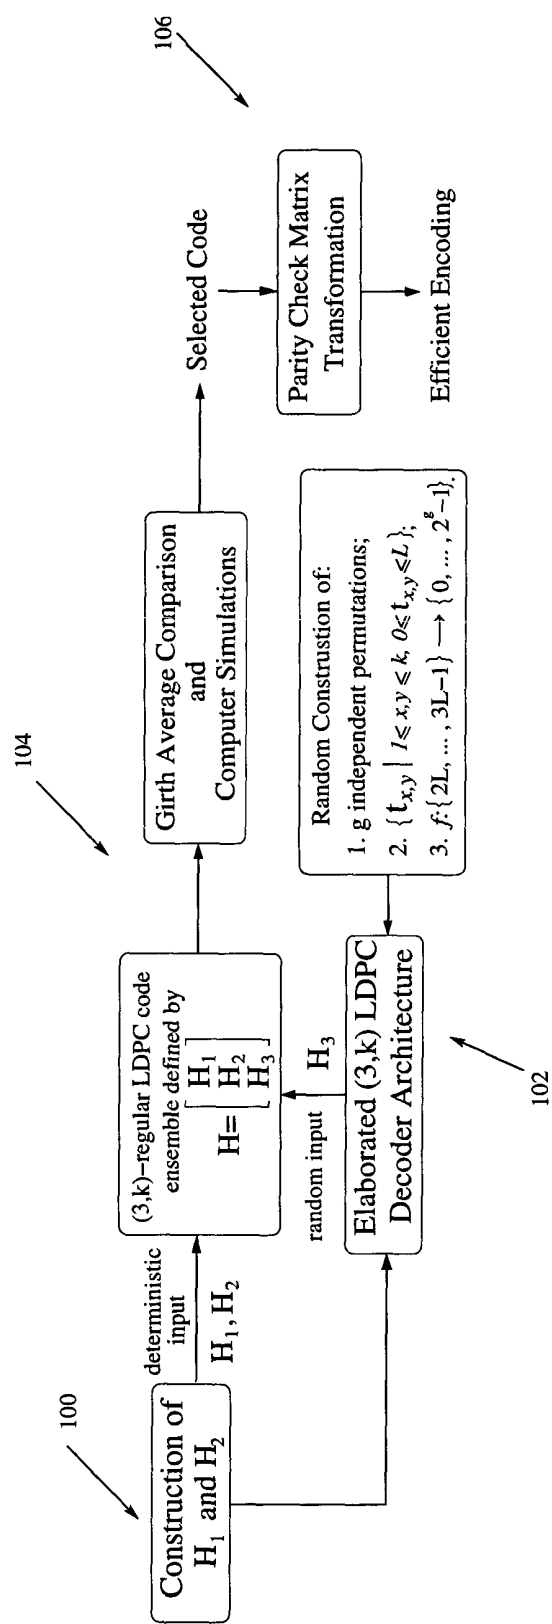 100
Construction of
H1 and H2
deterministic
input
H1, H2
(3,k)–regular LDPC code
ensemble defined by
H= [ H1
H2
H3 ]
104
random input
H3
Elaborated (3,k) LDPC
Decoder Architecture
102
Random Constrution of:
1. g independent permutations;
2. {t_{x,y} | 1⩽x,y⩽k, 0⩽t_{x,y}⩽L};
3. f:{2L, ... , 3L–1} ⟶ {0, ... , 2^g–1}.
Girth Average Comparison
and
Computer Simulations
Selected Code
106
Parity Check Matrix
Transformation
Efficient Encoding